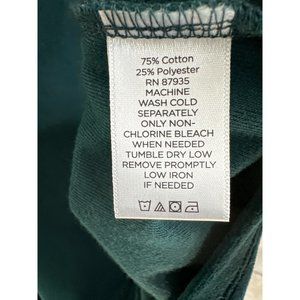 75% Cotton
25% Polyester
RN 87935
MACHINE
WASH COLD
SEPARATELY
ONLY NON-
CHLORINE BLEACH
WHEN NEEDED
TUMBLE DRY LOW
REMOVE PROMPTLY
LOW IRON
IF NEEDED